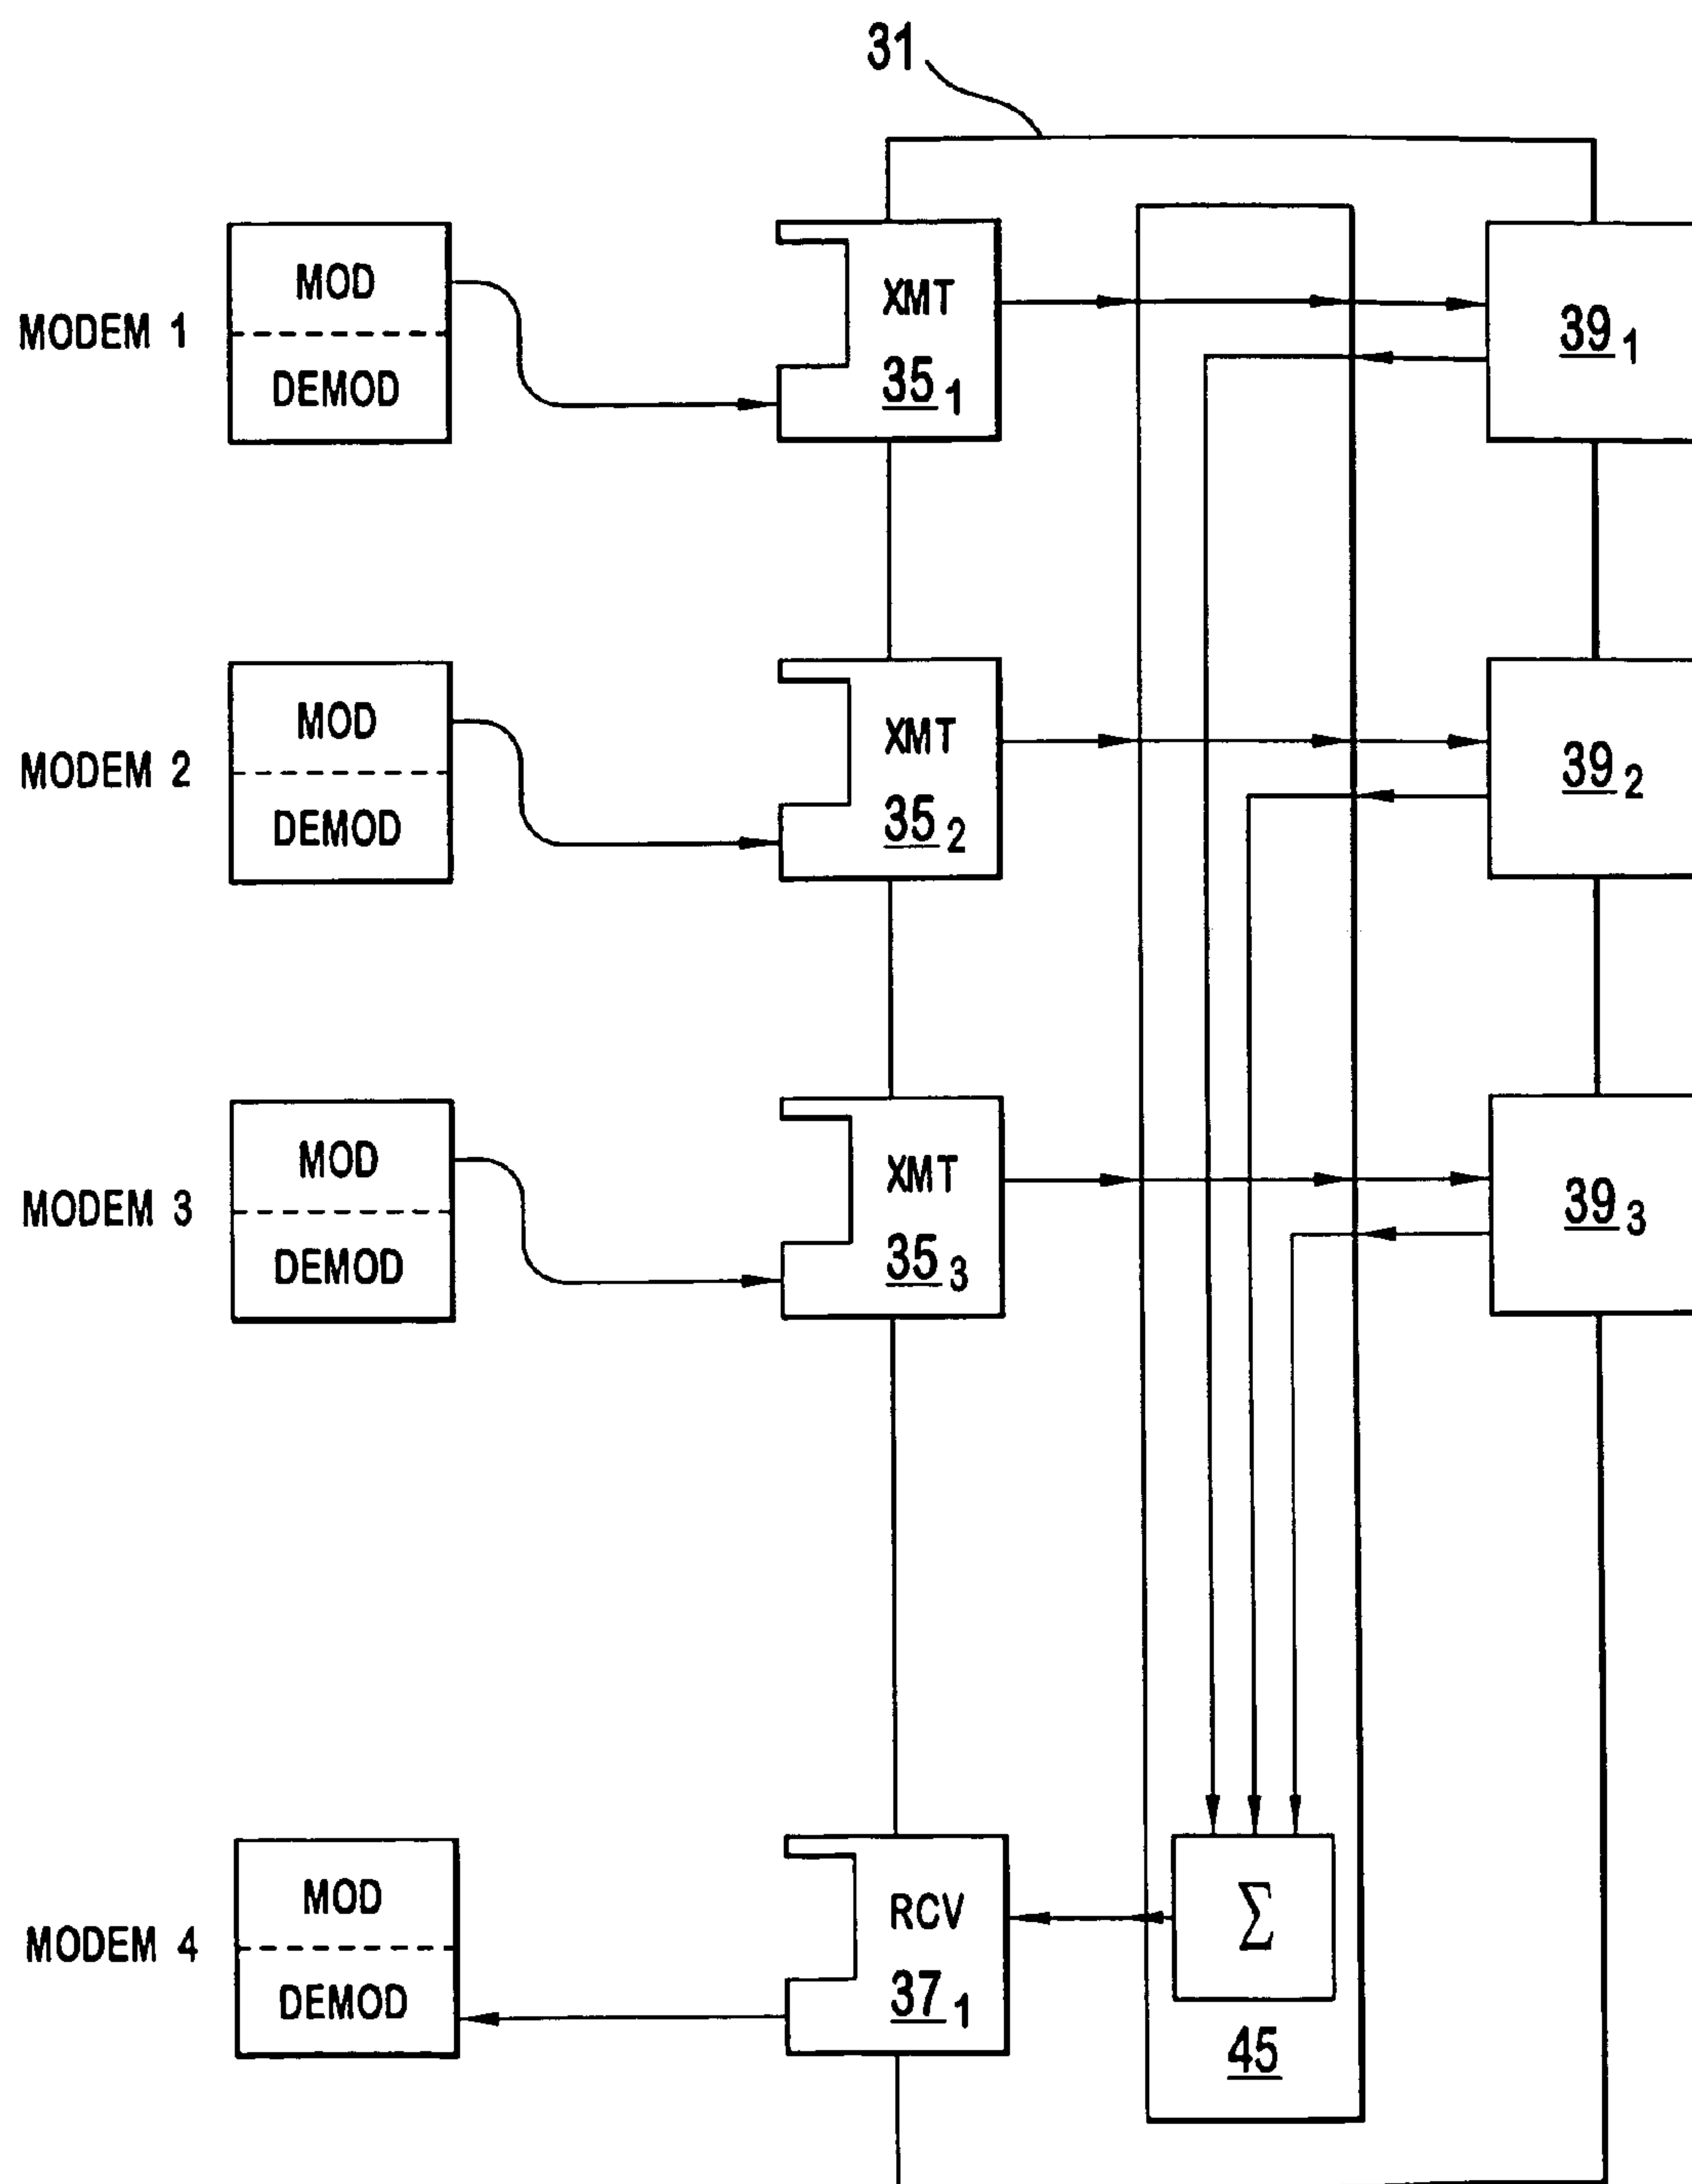 31
MODEM 1
MOD
DEMOD
XMT
35 1
39 1
MODEM 2
MOD
DEMOD
XMT
35 2
39 2
MODEM 3
MOD
DEMOD
XMT
35 3
39 3
MODEM 4
MOD
DEMOD
RCV
37 1
Σ
45